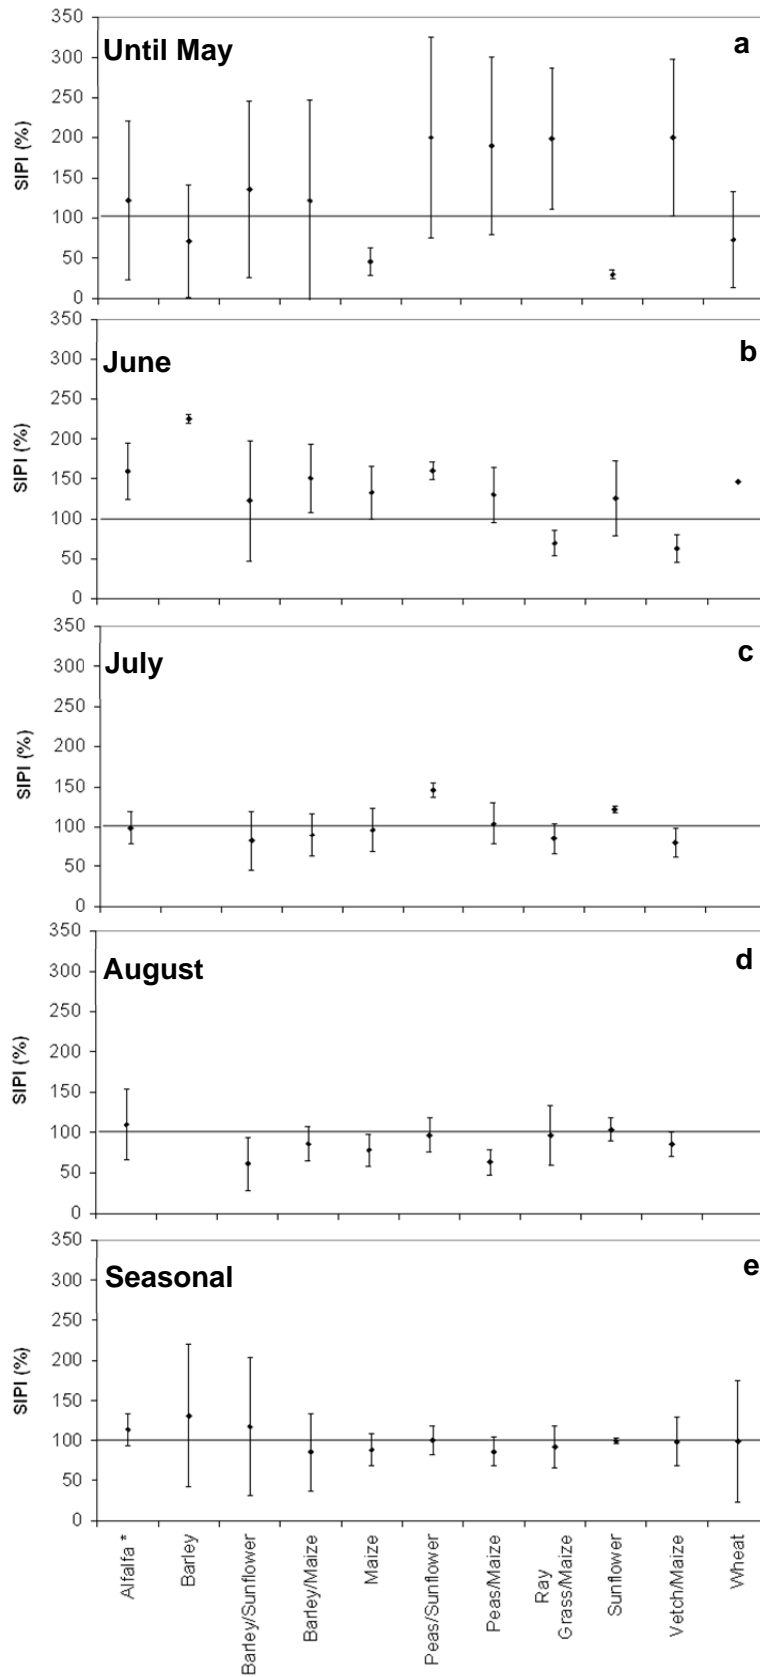 350
Until May
a
300
250
200
150
100
50
0
SIPI (%)
350
June
b
300
250
200
150
100
50
0
SIPI (%)
350
July
c
300
250
200
150
100
50
0
SIPI (%)
350
August
d
300
250
200
150
100
50
0
SIPI (%)
350
Seasonal
e
300
250
200
150
100
50
0
SIPI (%)
Alfalfa *
Barley
Barley/Sunflower
Barley/Maize
Maize
Peas/Sunflower
Peas/Maize
Ray
Grass/Maize
Sunflower
Vetch/Maize
Wheat